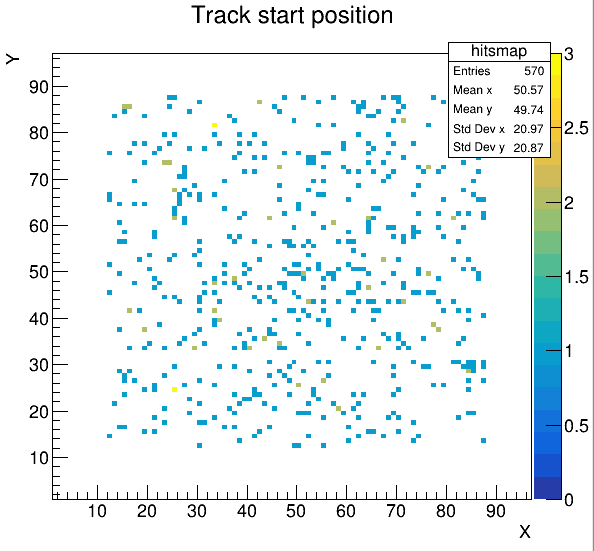 Track start position
hitsmap
Entries 570
Mean x 50.57
Mean y 49.74
Std Dev x 20.97
Std Dev y 20.87
Y
90
80
70
60
50
40
30
20
10
10 20 30 40 50 60 70 80 90
X
3
2.5
2
1.5
1
0.5
0